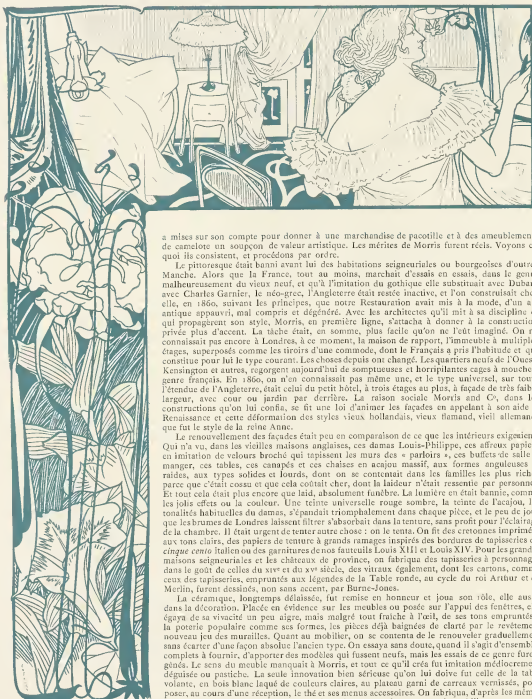 a mises sur son compte pour donner à une marchandise de pacotille et à des ameublement
de camelote un soupçon de valeur artistique. Les mérites de Morris furent réels. Voyons
quoi ils consistent, et procédons par ordre.
Le pittoresque était banni avant lui des habitations seigneuriales ou bourgeoises d'outre
Manche. Alors que la France, tout au moins, marchait d'essais en essais, dans le genr
malheureusement du vieux neuf, et qu'à l'imitation du gothique elle substituait avec Duban
avec Charles Garnier, le néo-grec, l'Angleterre était restée inactive, et l'on construisait che
elle, en 1860, suivant les principes, que notre Restauration avait mis à la mode, d'un a
antique appauvri, mal compris et dégénéré. Avec les architectes qu'il mit à sa discipline
qui propagèrent son style, Morris, en première ligne, s'attacha à donner à la constructio
privée plus d'accent. La tâche était, en somme, plus facile qu'on ne l'eût imaginé. On n
connaissait pas encore à Londres, à ce moment, la maison de rapport, l'immeuble à multiple
étages, superposés comme les tiroirs d'une commode, dont le Français a pris l'habitude et qu
constitue pour lui le type courant. Les choses depuis ont changé. Les quartiers neufs de l'Oues
Kensington et autres, regorgent aujourd'hui de somptueuses et horripilantes cages à mouche
genre français. En 1860, on n'en connaissait pas même une, et le type universel, sur tou
l'étendue de l'Angleterre, était celui du petit hôtel, à trois étages au plus, à façade de très faib
largeur, avec cour ou jardin par derrière. La raison sociale Morris and Co, dans l
constructions qu'on lui confia, se fit une loi d'animer les façades en appelant à son aide
Renaissance et cette déformation des styles vieux hollandais, vieux flamand, vieil alleman
que fut le style de la reine Anne.
Le renouvellement des façades était peu en comparaison de ce que les intérieurs exigeaien
Qui n'a vu, dans les vieilles maisons anglaises, ces damas Louis-Philippe, ces affreux papie
en imitation de velours broché qui tapissent les murs des « parloirs », ces buffets de salle
manger, ces tables, ces canapés et ces chaises en acajou massif, aux formes anguleuses
raides, aux types solides et lourds, dont on se contentait dans les familles les plus rich
parce que c'était cossu et que cela coûtait cher, dont la laideur n'était ressentie par personne
Et tout cela était plus encore que laid, absolument funèbre. La lumière en était bannie, comm
les jolis effets ou la couleur. Une teinte universelle rouge sombre, la teinte de l'acajou, l
tonalités habituelles du damas, s'épandait triomphalement dans chaque pièce, et le peu de jo
que les brumes de Londres laissent filtrer s'absorbait dans la tenture, sans profit pour l'éclaira
de la chambre. Il était urgent de tenter autre chose : on le tenta. On fit des cretonnes imprimé
aux tons clairs, des papiers de tenture à grands ramages inspirés des bordures de tapisseries
cinque cento italien ou des garnitures de nos fauteuils Louis XIII et Louis XIV. Pour les grand
maisons seigneuriales et les châteaux de province, on fabriqua des tapisseries à personnag
dans le goût de celles du XIVe et du XVe siècle, des vitraux également, dont les cartons, comm
ceux des tapisseries, empruntés aux légendes de la Table ronde, au cycle du roi Arthur et
Merlin, furent dessinés, non sans accent, par Burne-Jones.
La céramique, longtemps délaissée, fut remise en honneur et joua son rôle, elle aus
dans la décoration. Placée en évidence sur les meubles ou posée sur l'appui des fenêtres, e
égaya de sa vivacité un peu aigre, mais malgré tout fraîche à l'œil, de ses tons empruntés
la poterie populaire comme ses formes, les pièces déjà baignées de clarté par le revêteme
nouveau jeu des murailles. Quant au mobilier, on se contenta de le renouveler graduellem
sans écarter d'une façon absolue l'ancien type. On essaya sans doute, quand il s'agit d'ensemb
complets à fournir, d'apporter des modèles qui fussent neufs, mais les essais de ce genre fure
gênés. Le sens du meuble manquait à Morris, et tout ce qu'il créa fut imitation médiocrement
déguisée ou pastiche. La seule innovation bien sérieuse qu'on lui doive fut celle de la tab
volante, en bois blanc laqué de couleurs claires, au plateau garni de carreaux vernissés, po
poser, au cours d'une réception, le thé et ses menus accessoires. On fabriqua, d'après les don